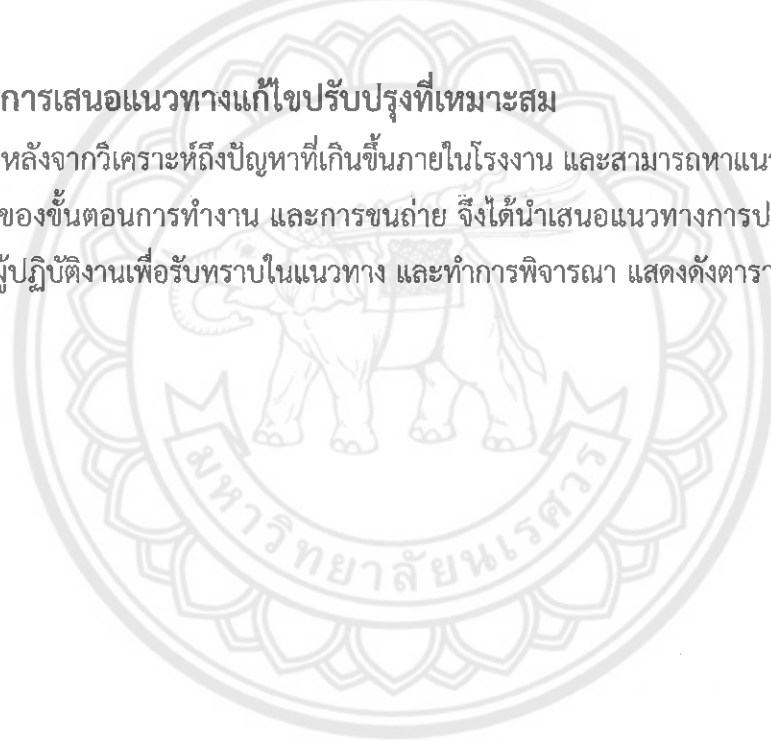 การเสนอแนวทางแก้ไขปรับปรุงที่เหมาะสม
หลังจากวิเคราะห์ถึงปัญหาที่เกินขึ้นภายในโรงงาน และสามารถหาแน
ของขั้นตอนการทำงาน และการขนถ่าย จึงได้นำเสนอแนวทางการป
ผู้ปฏิบัติงานเพื่อรับทราบในแนวทาง และทำการพิจารณา แสดงดังตารา
มหาวิทยาลัยนเรศวร